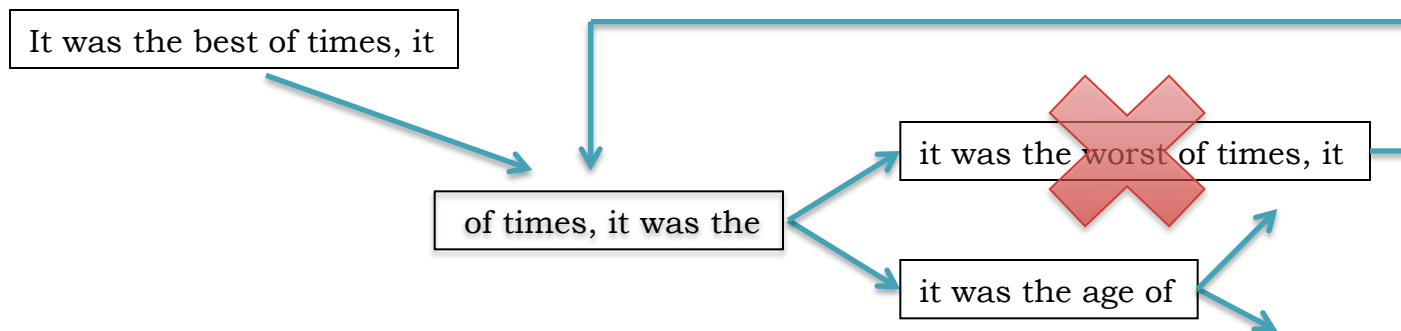 It was the best of times, it
it was the worst of times, it
of times, it was the
it was the age of